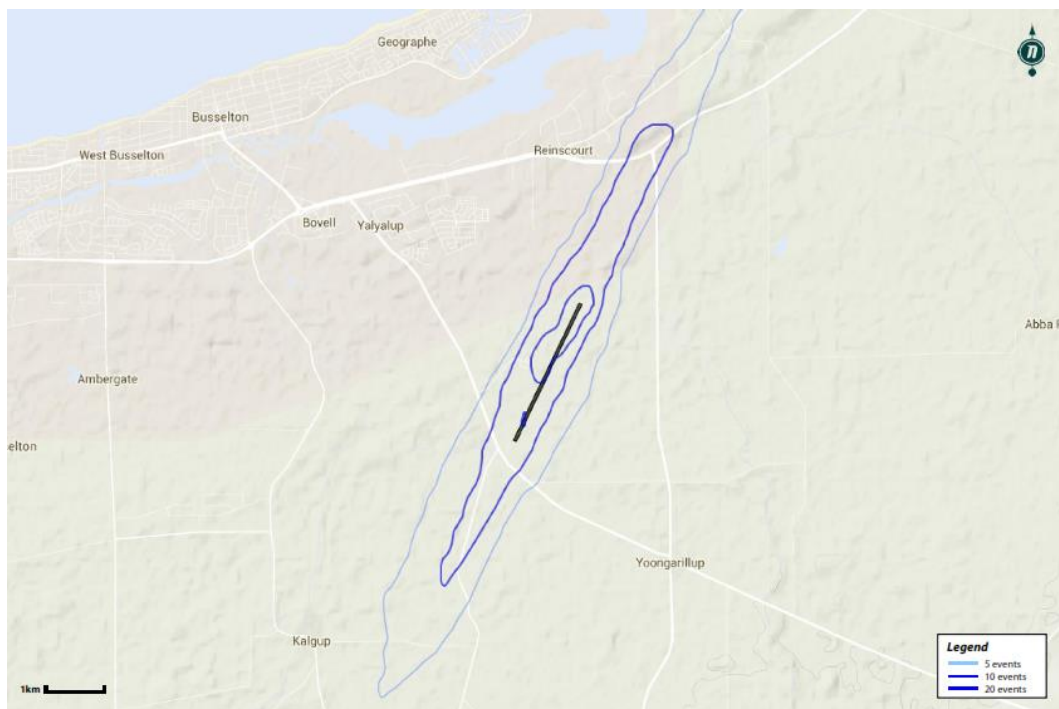 Geographe
n
Busselton
West Busselton
Reinscourt
Bovell
Yalyalup
Abba
Ambergate
elton
Yoongarillup
Kalgup
Legend
5 events
10 events
20 events
1km